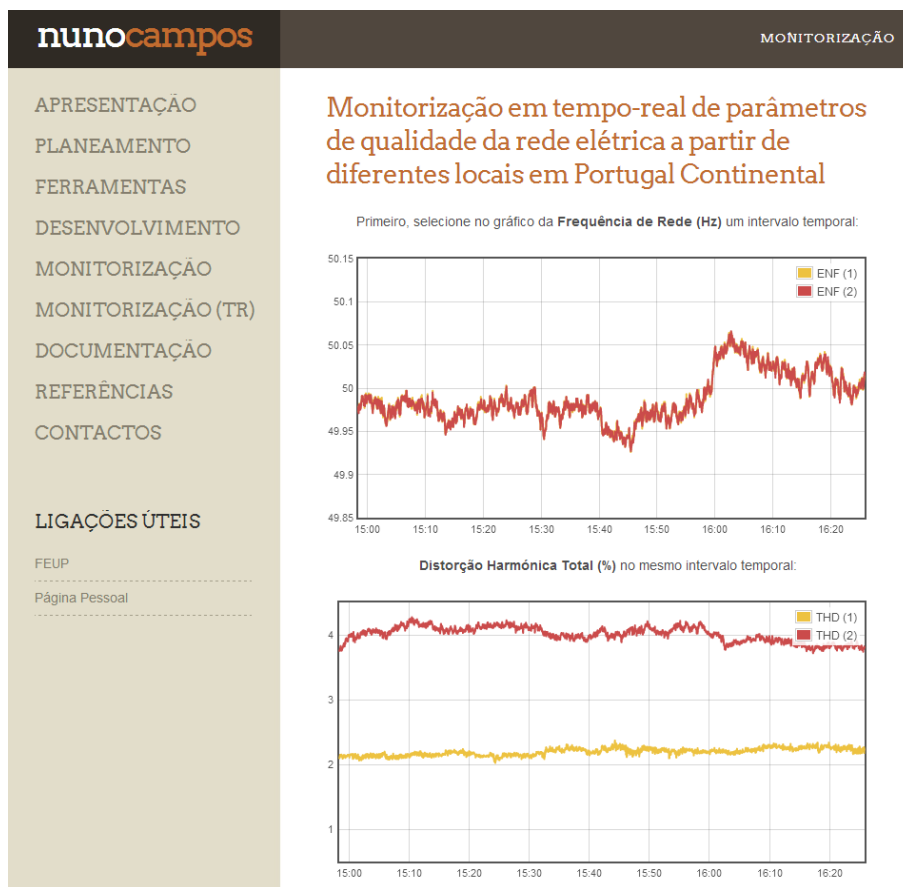 nunocampos
MONITORIZAÇÃO
APRESENTAÇÃO
PLANEAMENTO
FERRAMENTAS
DESENVOLVIMENTO
MONITORIZAÇÃO
MONITORIZAÇÃO (TR)
DOCUMENTAÇÃO
REFERÊNCIAS
CONTACTOS
LIGAÇÕES ÚTEIS
FEUP
Página Pessoal
Monitorização em tempo-real de parâmetros
de qualidade da rede elétrica a partir de
diferentes locais em Portugal Continental
Primeiro, selecione no gráfico da Frequência de Rede (Hz) um intervalo temporal:
50.15
50.1
50.05
50
49.95
49.9
49.85
ENF (1)
ENF (2)
15:00 15:10 15:20 15:30 15:40 15:50 16:00 16:10 16:20
Distorção Harmónica Total (%) no mesmo intervalo temporal:
4
3
2
1
THD (1)
THD (2)
15:00 15:10 15:20 15:30 15:40 15:50 16:00 16:10 16:20